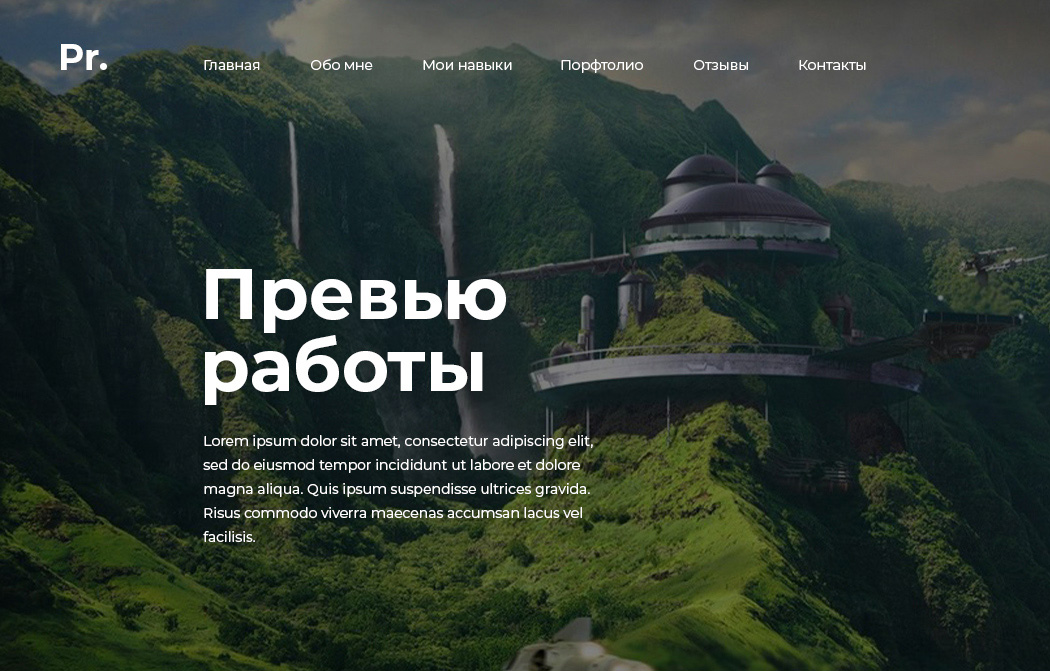 Pr.
Главная Обо мне Мои навыки Порфтолио Отзывы Контакты
Превью
работы
Lorem ipsum dolor sit amet, consectetur adipiscing elit,
sed do eiusmod tempor incididunt ut labore et dolore
magna aliqua. Quis ipsum suspendisse ultrices gravida.
Risus commodo viverra maecenas accumsan lacus vel
facilisis.